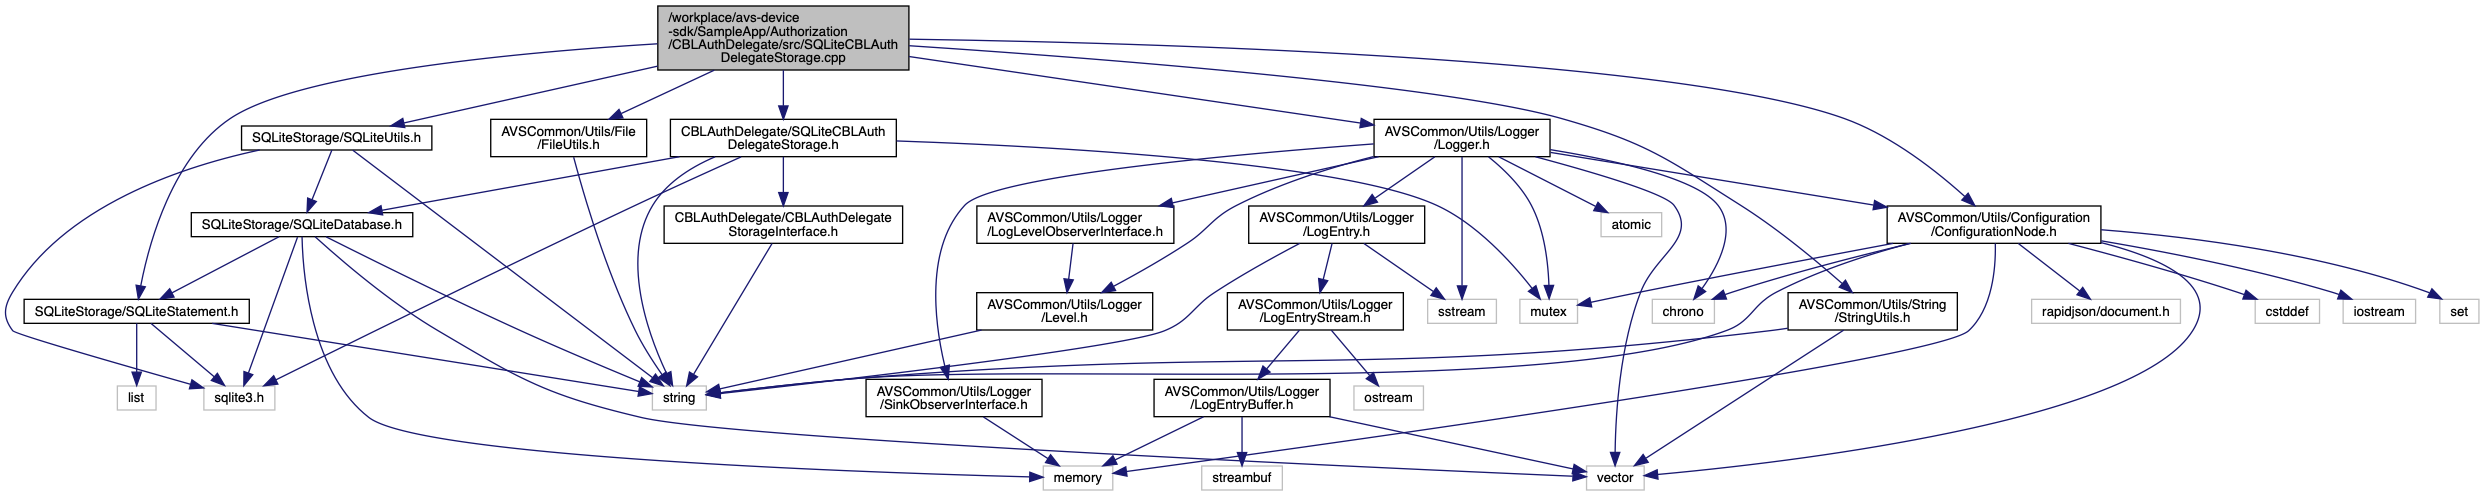 /workplace/avs-device
-sdk/SampleApp/Authorization
/CBLAuthDelegate/src/SQLiteCBLAuth
DelegateStorage.cpp
SQLiteStorage/SQLiteUtils.h
AVSCommon/Utils/File
/FileUtils.h
CBLAuthDelegate/SQLiteCBLAuth
DelegateStorage.h
AVSCommon/Utils/Logger
/Logger.h
SQLiteStorage/SQLiteDatabase.h
CBLAuthDelegate/CBLAuthDelegate
StorageInterface.h
AVSCommon/Utils/Logger
/LogLevelObserverInterface.h
AVSCommon/Utils/Logger
/LogEntry.h
atomic
AVSCommon/Utils/Configuration
/ConfigurationNode.h
SQLiteStorage/SQLiteStatement.h
AVSCommon/Utils/Logger
/Level.h
AVSCommon/Utils/Logger
/LogEntryStream.h
sstream
mutex
chrono
AVSCommon/Utils/String
/StringUtils.h
rapidjson/document.h
cstddef
iostream
set
list
sqlite3.h
string
AVSCommon/Utils/Logger
/SinkObserverInterface.h
AVSCommon/Utils/Logger
/LogEntryBuffer.h
ostream
memory
streambuf
vector